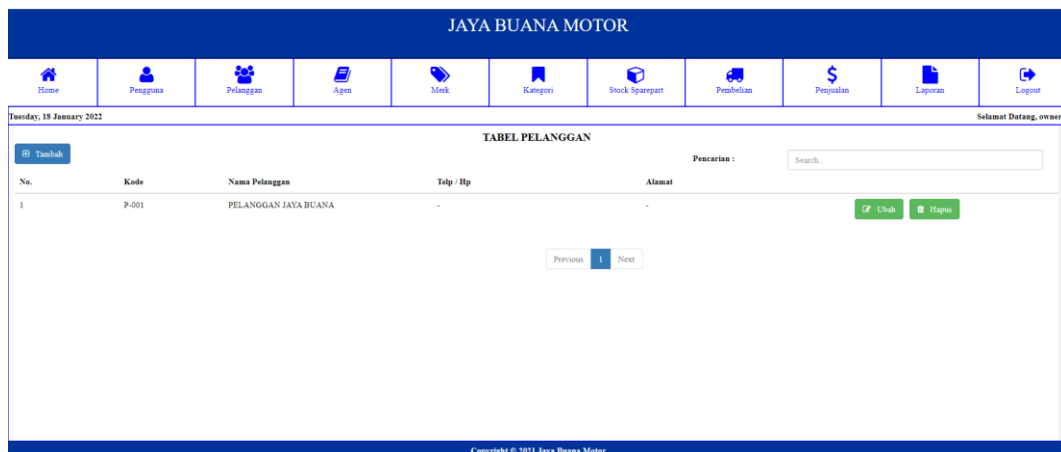 JAYA BUANA MOTOR
Home Pengguna Pelanggan Agen Merk Kategori Stock Sparepart Pembelian Penjualan Laporan Logout
Tuesday, 18 January 2022 Selamat Datang, owner
TABEL PELANGGAN
Tambah Pencarian : Search..
No. Kode Nama Pelanggan Telp / Hp Alamat
1 P-001 PELANGGAN JAYA BUANA - - Ubah Hapus
Previous 1 Next
Copyright © 2021 Jaya Buana Motor